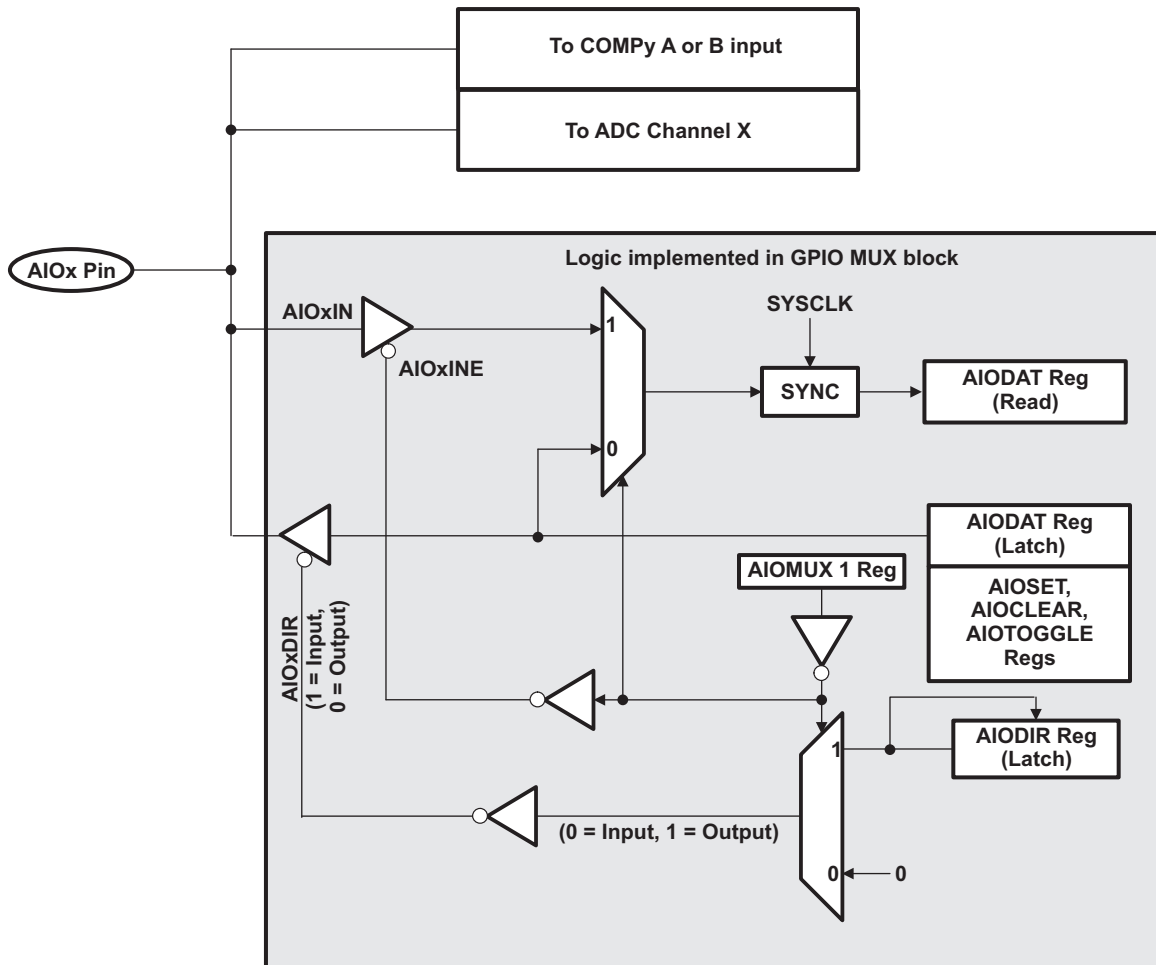 To COMPy A or B input
To ADC Channel X
AIOx Pin
Logic implemented in GPIO MUX block
AIOxIN
SYSCLK
1
AIOxINE
SYNC
AIODAT Reg
(Read)
0
AIODAT Reg
(Latch)
AIOMUX 1 Reg
AIOSET,
AIOCLEAR,
AIOTOGGLE
Regs
AIOxDIR
(1 = Input,
0 = Output)
1
AIODIR Reg
(Latch)
(0 = Input, 1 = Output)
0
0